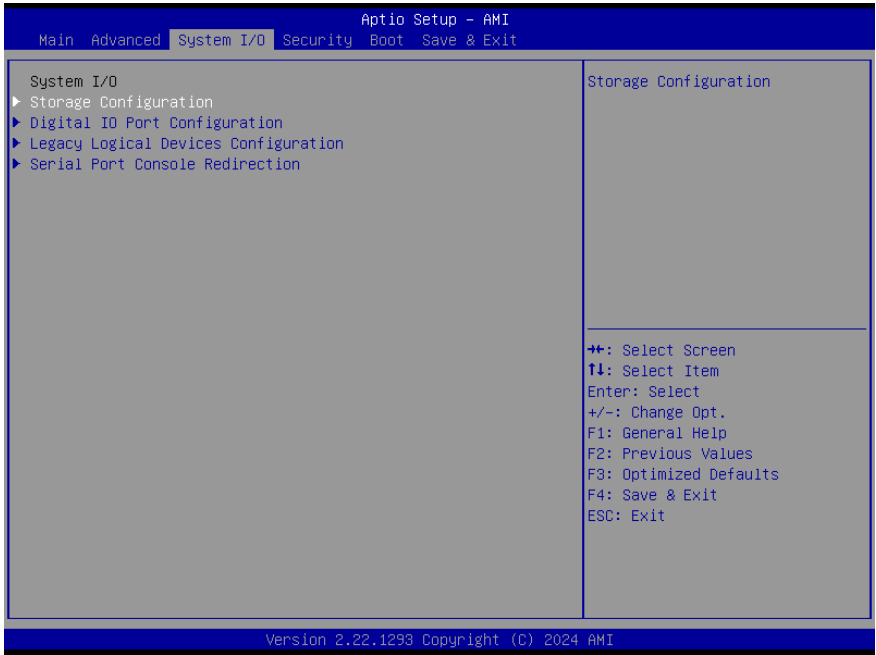 Aptio Setup – AMI
Main Advanced System I/O Security Boot Save & Exit
System I/O
Storage Configuration
Digital IO Port Configuration
Legacy Logical Devices Configuration
Serial Port Console Redirection
Storage Configuration
→←: Select Screen
↑↓: Select Item
Enter: Select
+/-: Change Opt.
F1: General Help
F2: Previous Values
F3: Optimized Defaults
F4: Save & Exit
ESC: Exit
Version 2.22.1293 Copyright (C) 2024 AMI